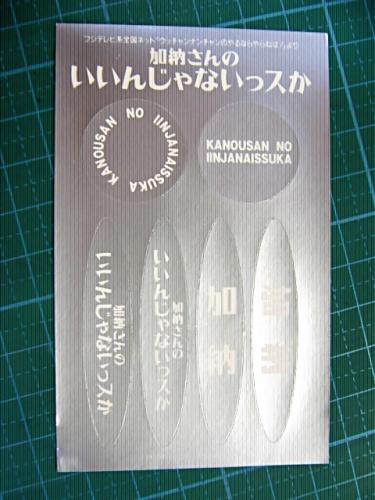 フジテレビ系全国ネット"ウッチャンナンチャンのやるならやらねば!"より
加納さんの
いいんじゃないっスか
KANOUSAN NO IINJANAISSUKA
KANOUSAN NO
IINJANAISSUKA
加納さんの
いいんじゃないっスか
加納さんの
いいんじゃないっスか
加納
加納